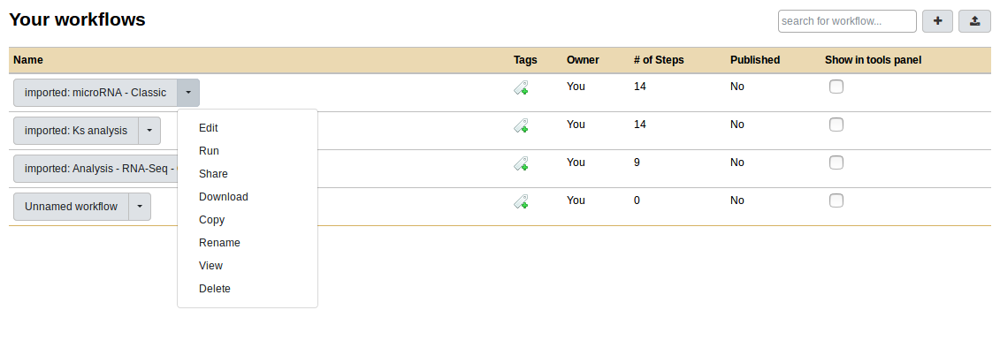 Your workflows
search for workflow...
Name Tags Owner # of Steps Published Show in tools panel
imported: microRNA - Classic You 14 No
imported: Ks analysis You 14 No
imported: Analysis - RNA-Seq - You 9 No
Unnamed workflow You 0 No
Edit
Run
Share
Download
Copy
Rename
View
Delete